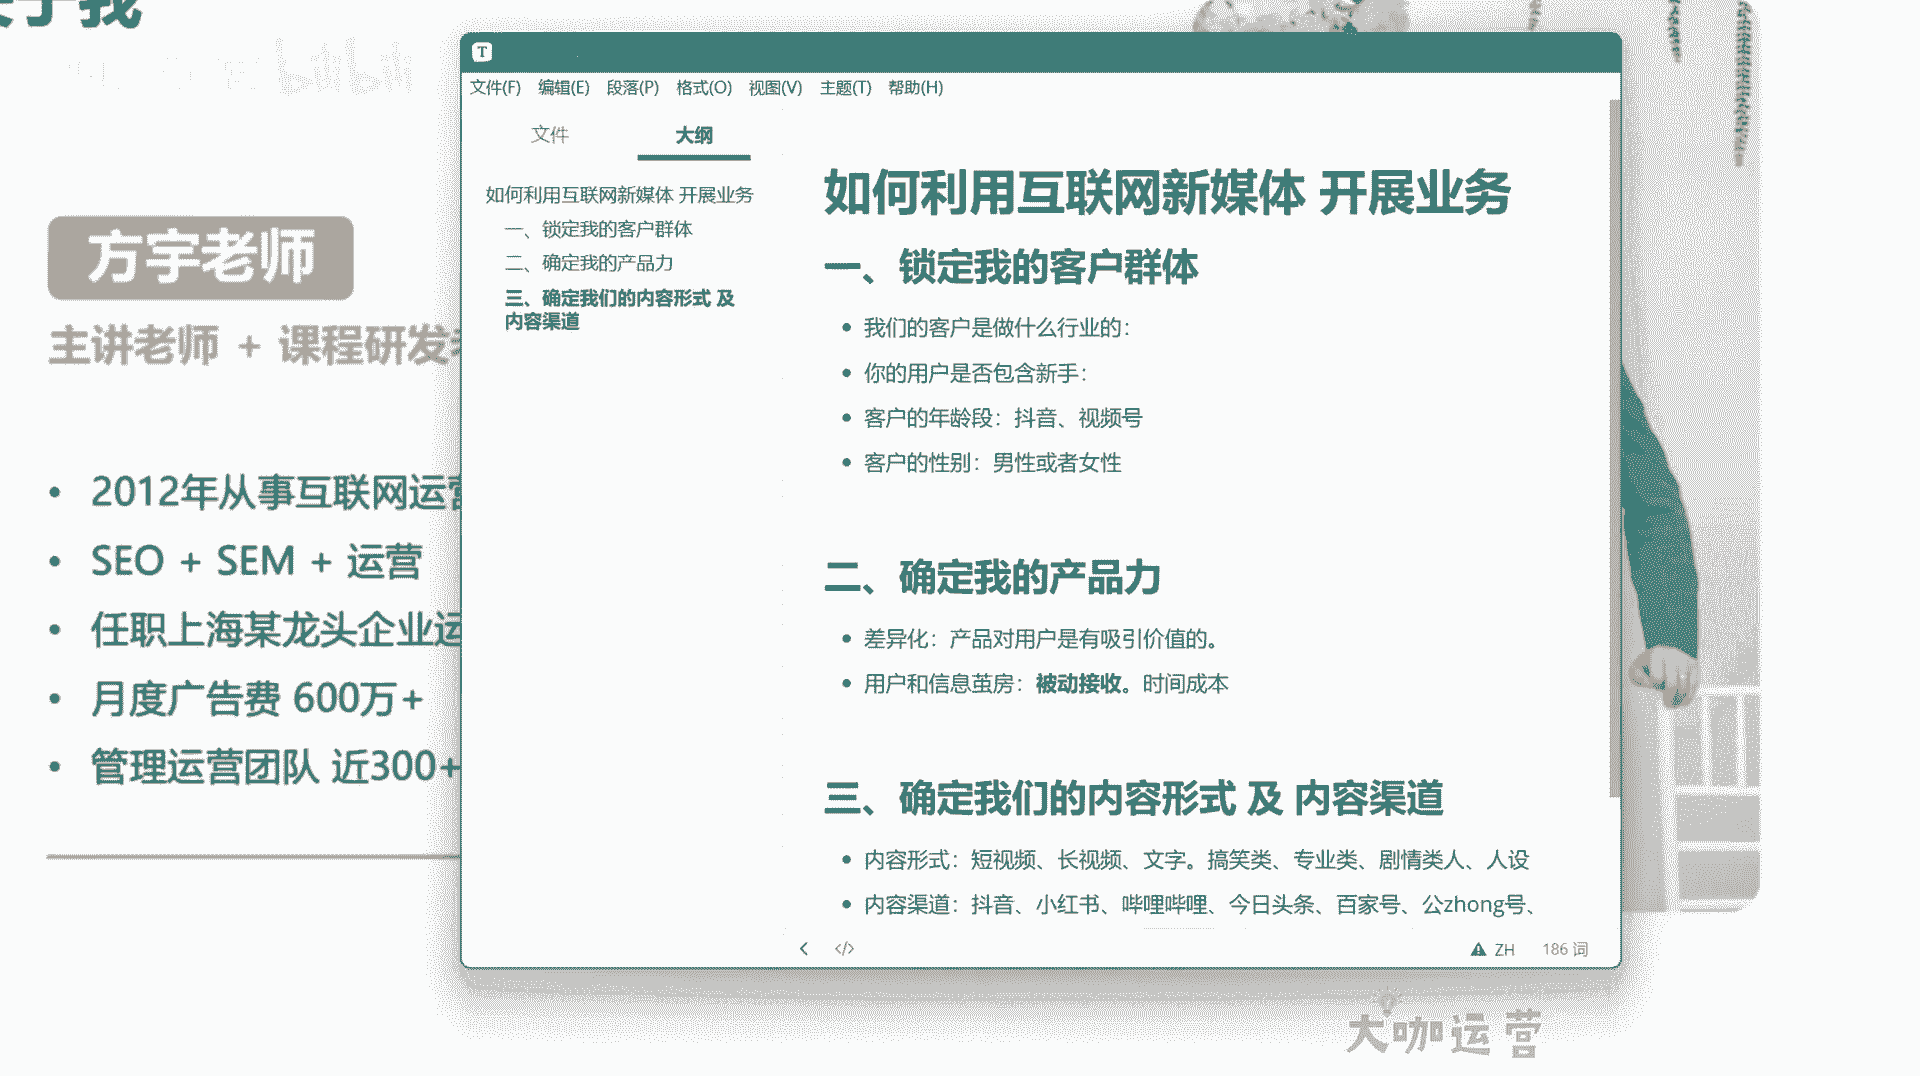 bilibili
方宇老师
主讲老师 + 课程研发
2012年从事互联网运营
SEO + SEM + 运营
任职上海某龙头企业运
月度广告费 600万+
管理运营团队 近300+
文件(F) 编辑(E) 段落(P) 格式(O) 视图(V) 主题(T) 帮助(H)
文件 大纲
如何利用互联网新媒体 开展业务
一、锁定我的客户群体
二、确定我的产品力
三、确定我们的内容形式 及
内容渠道
如何利用互联网新媒体 开展业务
一、锁定我的客户群体
我们的客户是做什么行业的：
你的用户是否包含新手：
客户的年龄段：抖音、视频号
客户的性别：男性或者女性
二、确定我的产品力
差异化：产品对用户是有吸引价值的。
用户和信息茧房：被动接收。时间成本
三、确定我们的内容形式 及 内容渠道
内容形式：短视频、长视频、文字。搞笑类、专业类、剧情类人、人设
内容渠道：抖音、小红书、哔哩哔哩、今日头条、百家号、公zhong号、
ZH 186 词
大咖运营